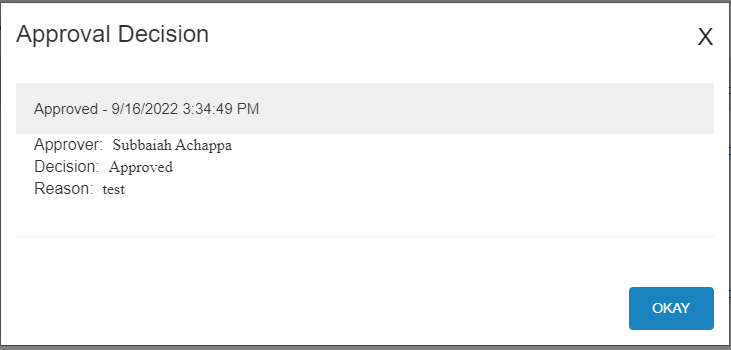 Approval Decision
X
Approved - 9/16/2022 3:34:49 PM
Approver: Subbaiah Achappa
Decision: Approved
Reason: test
OKAY